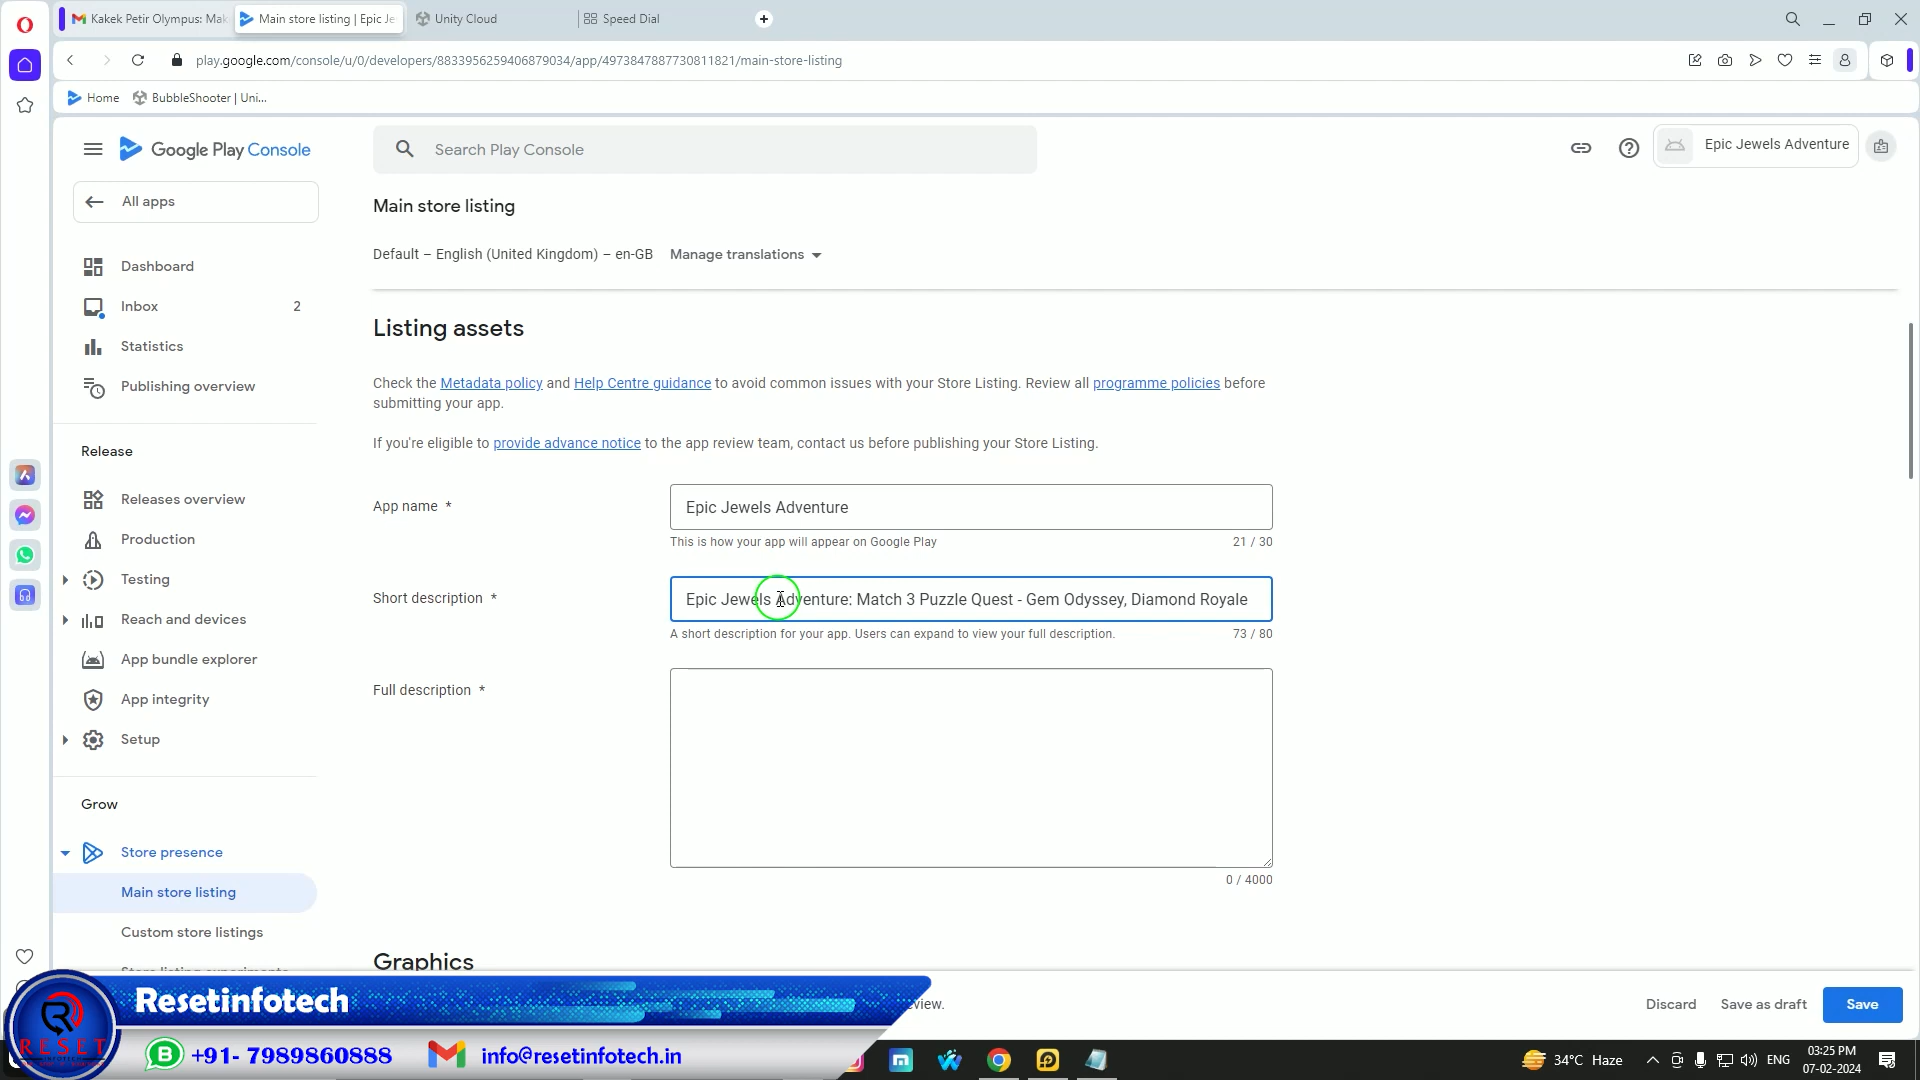 Kakek Petir Olympus: Mak
Main store listing | Epic Je
Unity Cloud
Speed Dial
play.google.com/console/u/0/developers/8833956259406879034/app/4973847887730811821/main-store-listing
Home
BubbleShooter | Uni...
Google Play Console
Search Play Console
Epic Jewels Adventure
All apps
Main store listing
Default – English (United Kingdom) – en-GB
Manage translations
Dashboard
Inbox
2
Statistics
Publishing overview
Listing assets
Check the Metadata policy and Help Centre guidance to avoid common issues with your Store Listing. Review all programme policies before
submitting your app.
If you're eligible to provide advance notice to the app review team, contact us before publishing your Store Listing.
Release
Releases overview
Production
Testing
Reach and devices
App bundle explorer
App integrity
Setup
App name *
Epic Jewels Adventure
This is how your app will appear on Google Play
21 / 30
Short description *
Epic Jewels Adventure: Match 3 Puzzle Quest - Gem Odyssey, Diamond Royale
A short description for your app. Users can expand to view your full description.
73 / 80
Full description *
0 / 4000
Grow
Store presence
Main store listing
Custom store listings
Graphics
view.
Discard
Save as draft
Save
Resetinfotech
RESET
+91- 7989860888
info@resetinfotech.in
34°C Haze
ENG
03:25 PM
07-02-2024